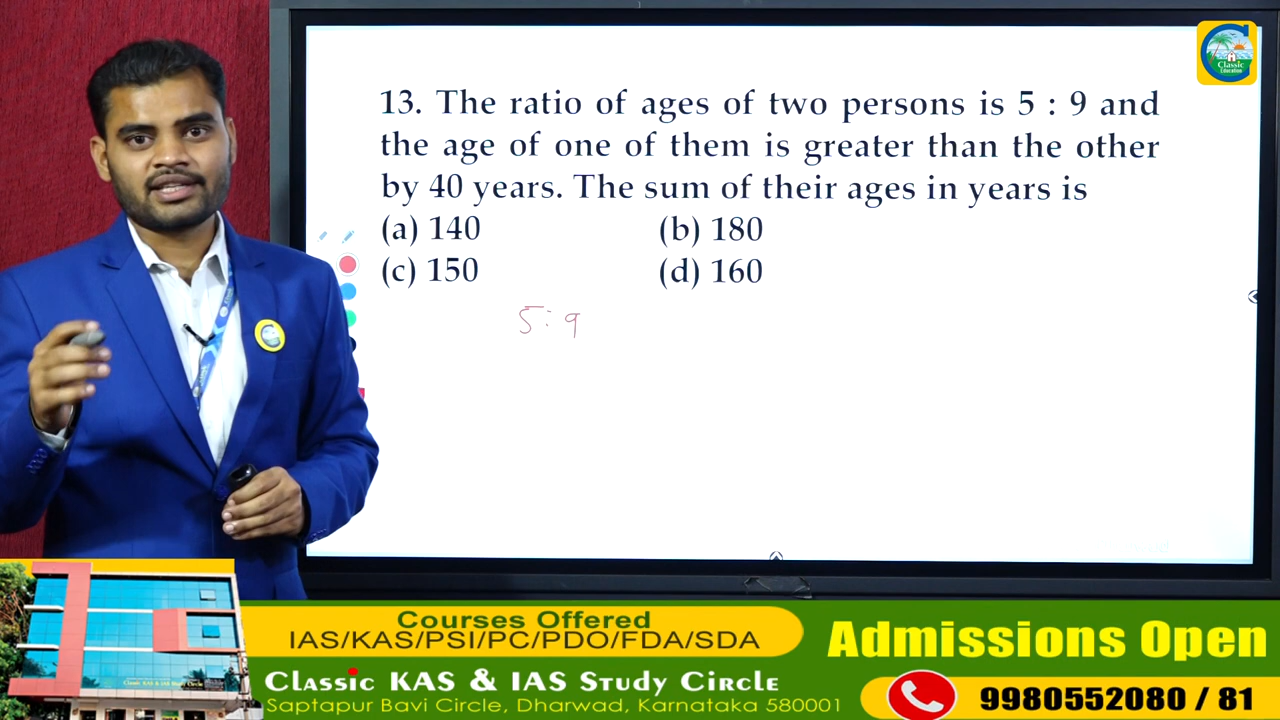 Classic
Education
13. The ratio of ages of two persons is 5 : 9 and
the age of one of them is greater than the other
by 40 years. The sum of their ages in years is
(a) 140 (b) 180
(c) 150 (d) 160
5 : 9
Courses Offered
IAS/KAS/PSI/PC/PDO/FDA/SDA
Classic KAS & IAS Study Circle
Saptapur Bavi Circle, Dharwad, Karnataka 580001
Admissions Open
9980552080 / 81